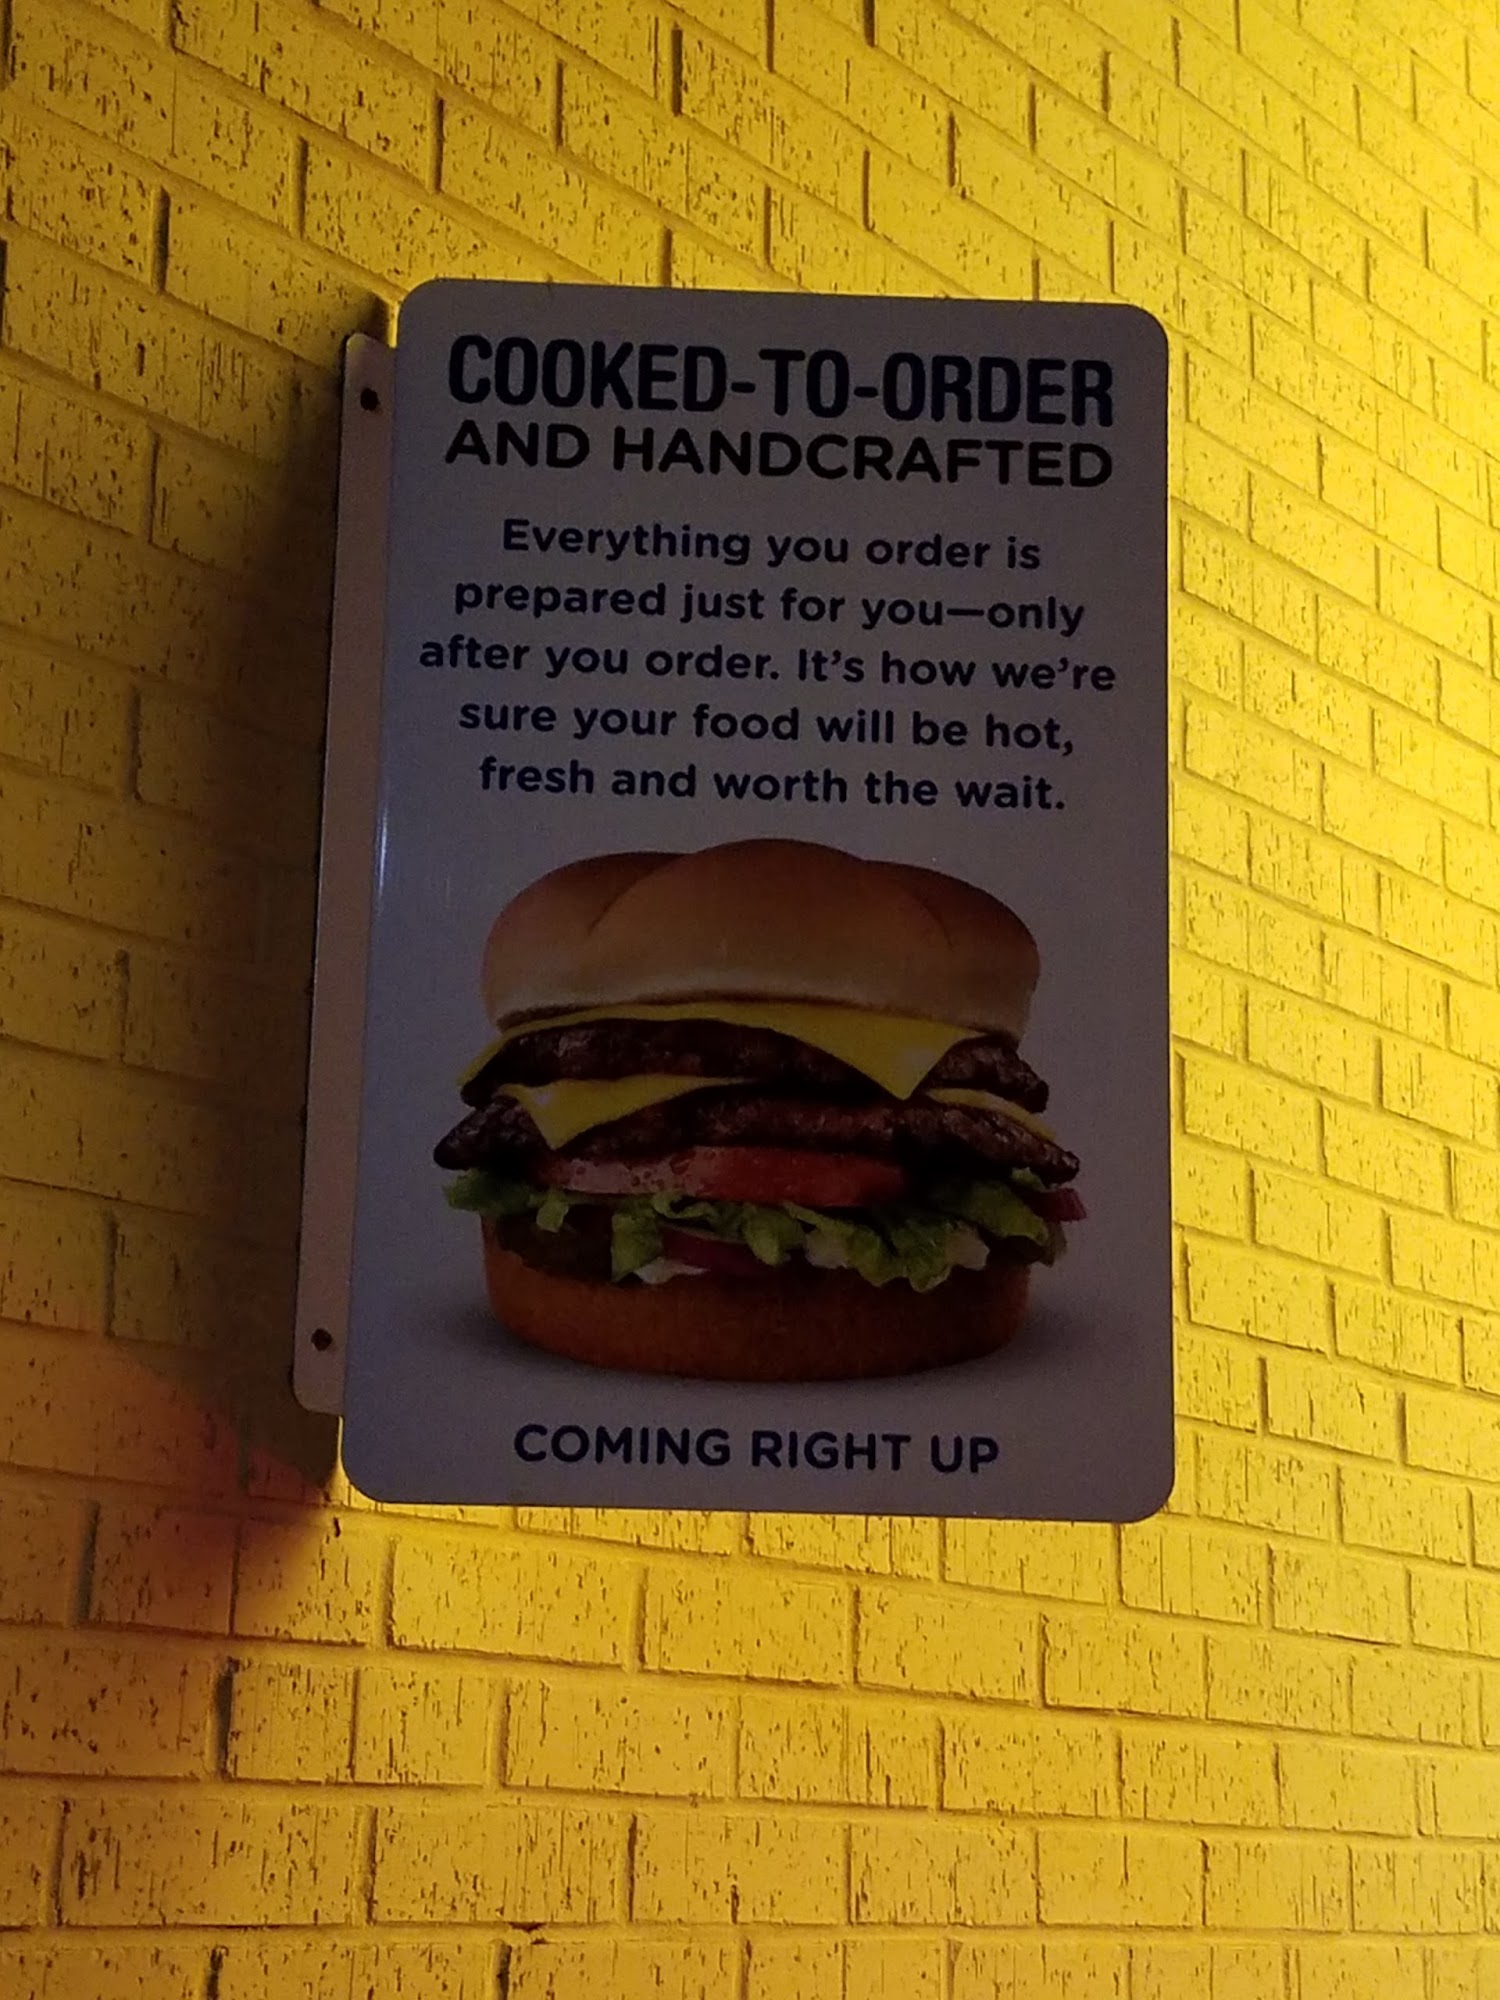 COOKED-TO-ORDER
AND HANDCRAFTED
Everything you order is
prepared just for you—only
after you order. It's how we're
sure your food will be hot,
fresh and worth the wait.
COMING RIGHT UP